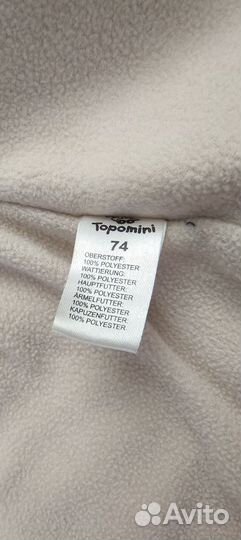 Topomini
74
OBERSTOFF:
100% POLYESTER
WATTIERUNG:
100% POLYESTER
HAUPTFUTTER:
100% POLYESTER
ÄRMELFUTTER:
100% POLYESTER
KAPUZENFUTTER:
100% POLYESTER
Avito